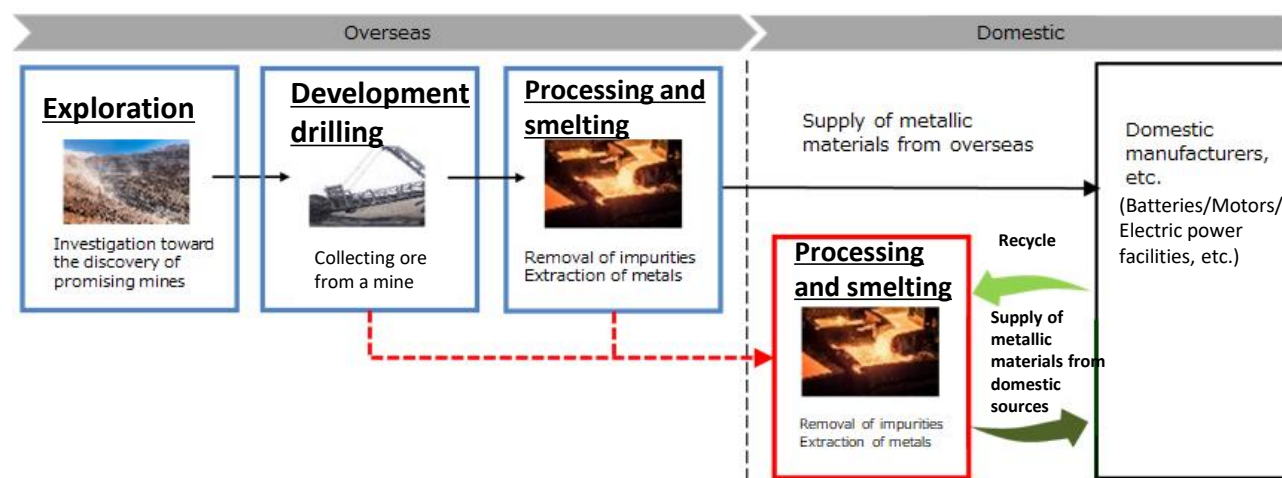 Overseas
Domestic
Exploration
Investigation toward
the discovery of
promising mines
Development
drilling
Collecting ore
from a mine
Processing and
smelting
Removal of impurities
Extraction of metals
Supply of metallic
materials from overseas
Processing
and smelting
Removal of impurities
Extraction of metals
Recycle
Supply of
metallic
materials from
domestic
sources
Domestic
manufacturers,
etc.
(Batteries/Motors/
Electric power
facilities, etc.)